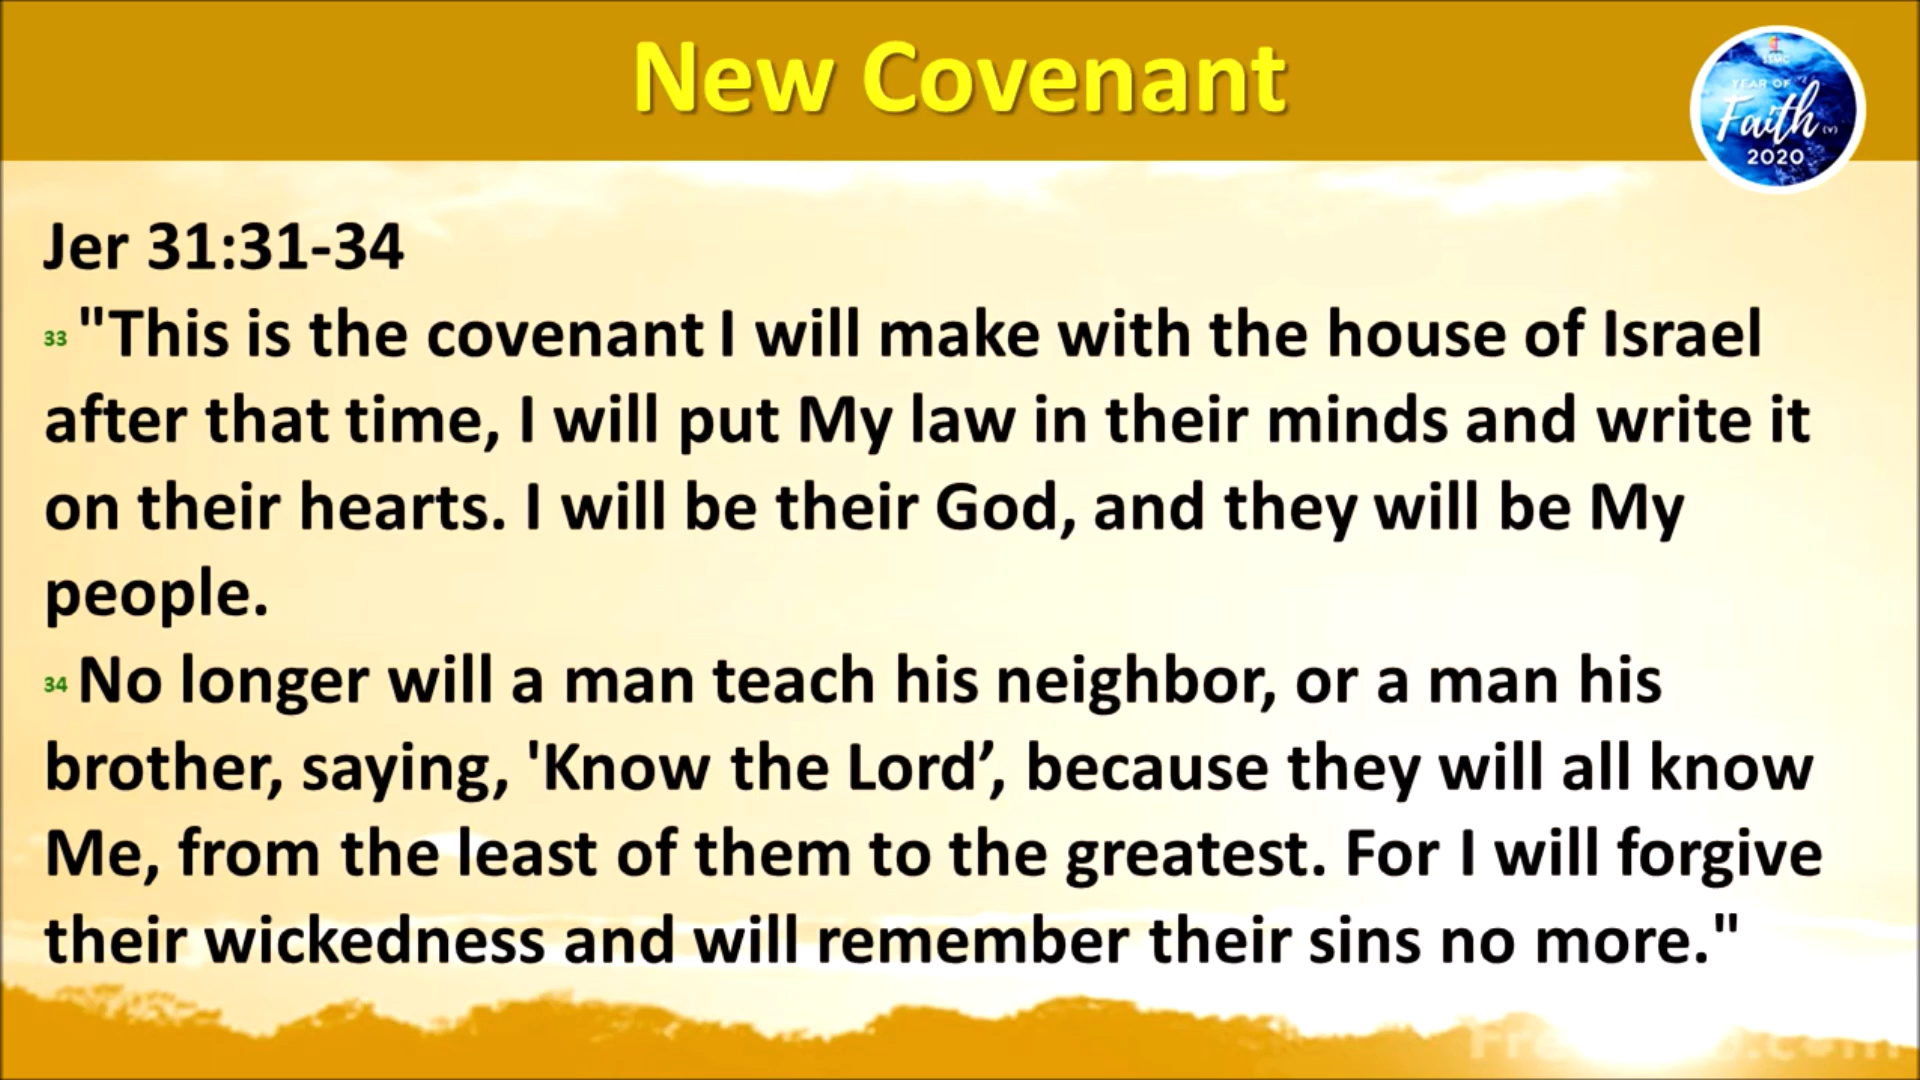 New Covenant
SSMC
YEAR OF
Faith (v)
2020
Jer 31:31-34
33 "This is the covenant I will make with the house of Israel
after that time, I will put My law in their minds and write it
on their hearts. I will be their God, and they will be My
people.
34 No longer will a man teach his neighbor, or a man his
brother, saying, 'Know the Lord’, because they will all know
Me, from the least of them to the greatest. For I will forgive
their wickedness and will remember their sins no more."